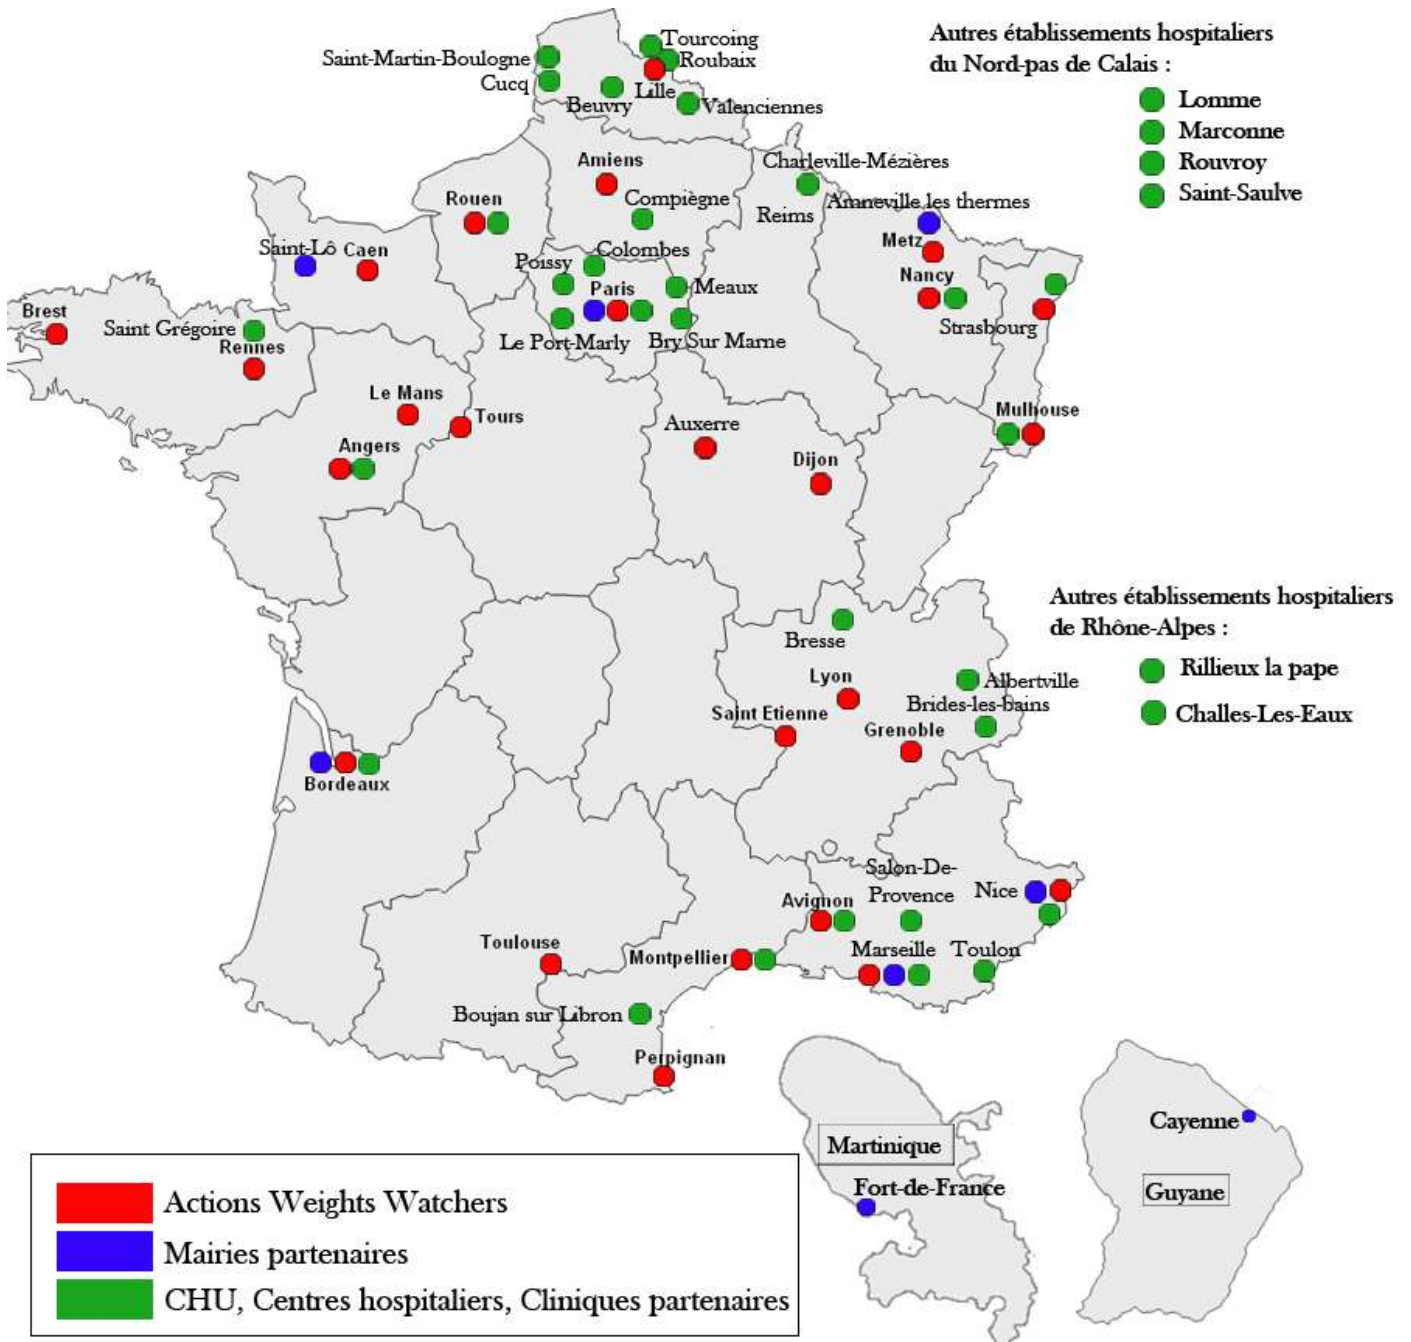 Autres établissements hospitaliers
du Nord-pas de Calais :
Lomme
Marconne
Rouvroy
Saint-Saulve
Tourcoing
Saint-Martin-Boulogne
Roubaix
Cucq
Lille
Beuvry
Valenciennes
Amiens
Charleville-Mézières
Compiègne
Rouen
Reims
Amneville les thermes
Metz
Saint-Lô
Caen
Colombes
Poissy
Nancy
Paris
Meaux
Brest
Saint Grégoire
Strasbourg
Rennes
Le Port-Marly
Bry Sur Marne
Le Mans
Tours
Auxerre
Mulhouse
Angers
Dijon
Autres établissements hospitaliers
de Rhône-Alpes :
Rillieux la pape
Challes-Les-Eaux
Bresse
Lyon
Albertville
Brides-les-bains
Saint Etienne
Grenoble
Bordeaux
Salon-De-
Provence
Nice
Avignon
Toulouse
Montpellier
Marseille
Toulon
Boujan sur Libron
Perpignan
Martinique
Fort-de-France
Cayenne
Guyane
Actions Weights Watchers
Mairies partenaires
CHU, Centres hospitaliers, Cliniques partenaires